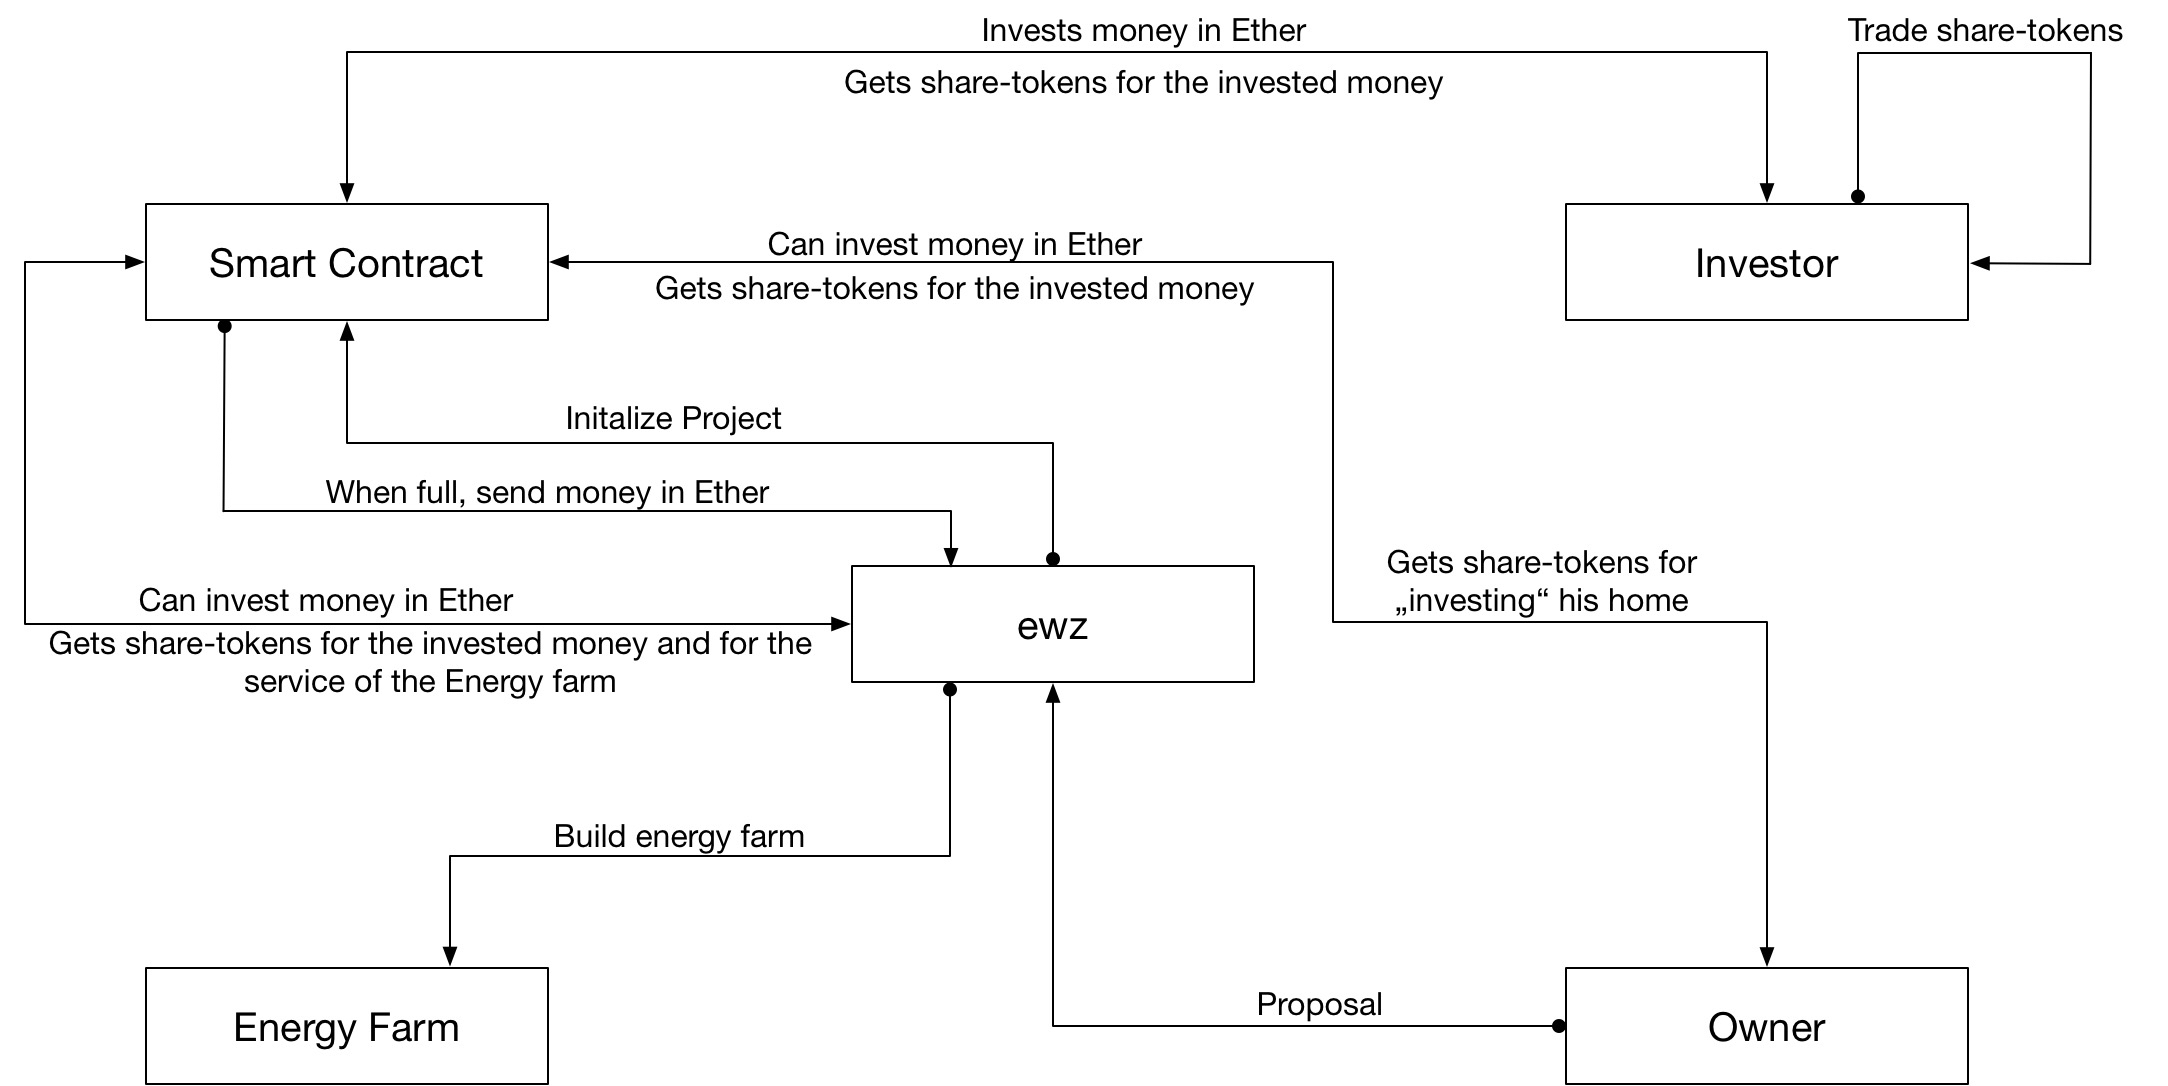 Invests money in Ether
Trade share-tokens
Gets share-tokens for the invested money
Smart Contract
Can invest money in Ether
Gets share-tokens for the invested money
Investor
Initalize Project
When full, send money in Ether
Can invest money in Ether
Gets share-tokens for the invested money and for the
service of the Energy farm
ewz
Gets share-tokens for
„investing“ his home
Build energy farm
Energy Farm
Proposal
Owner